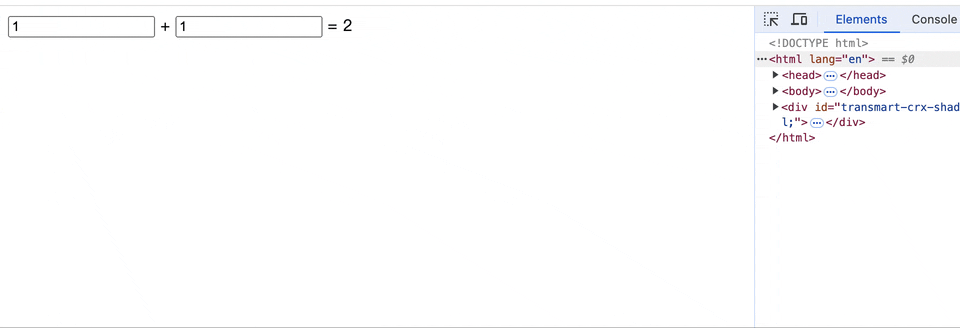 1 + 1 = 2
Elements Console
<!DOCTYPE html>
<html lang="en"> == $0
<head> </head>
<body> </body>
<div id="transmart-crx-shad
l;"> </div>
</html>